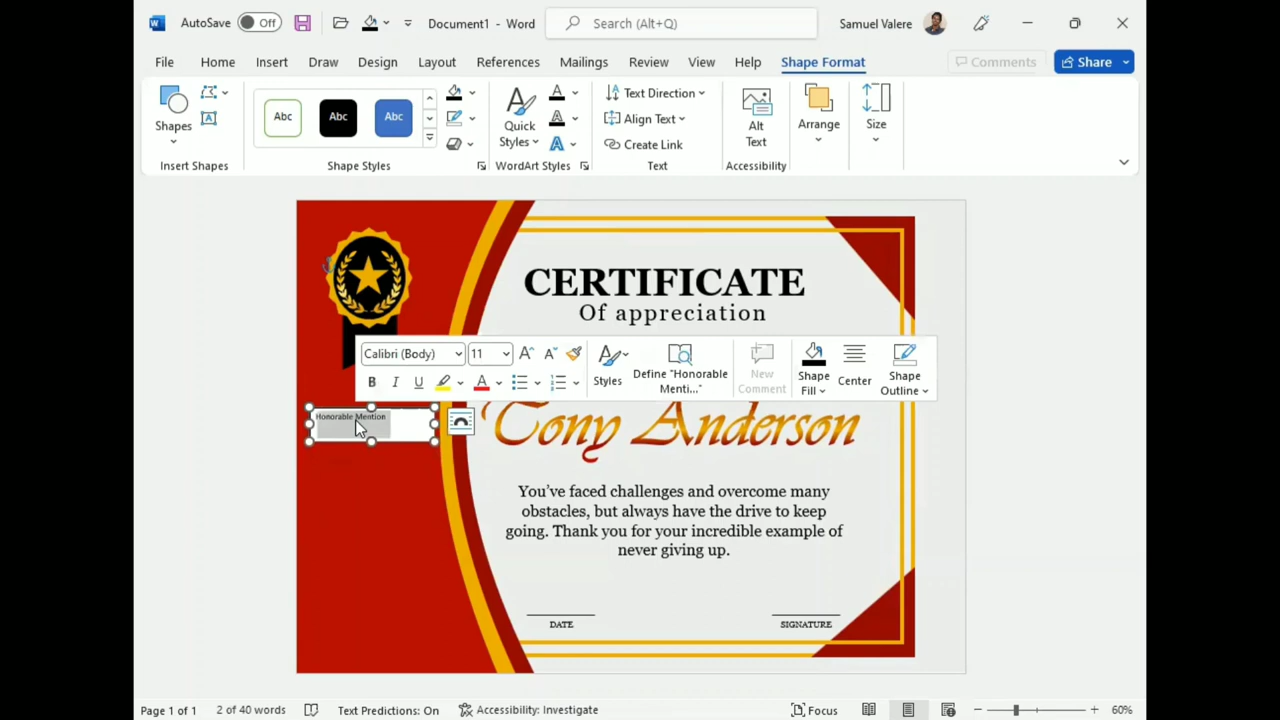 AutoSave Off Document1 - Word Search (Alt+Q) Samuel Valere
File Home Insert Draw Design Layout References Mailings Review View Help Shape Format Comments Share
Shapes Abc Abc Abc Quick Styles Text Direction Align Text Create Link Alt Text Arrange Size
Insert Shapes Shape Styles WordArt Styles Text Accessibility
CERTIFICATE
Of appreciation
Calibri (Body) 11 Styles Define "Honorable Menti..." New Comment Shape Fill Center Shape Outline
Honorable Mention
Tony Anderson
You've faced challenges and overcome many
obstacles, but always have the drive to keep
going. Thank you for your incredible example of
never giving up.
DATE SIGNATURE
Page 1 of 1 2 of 40 words Text Predictions: On Accessibility: Investigate Focus 60%